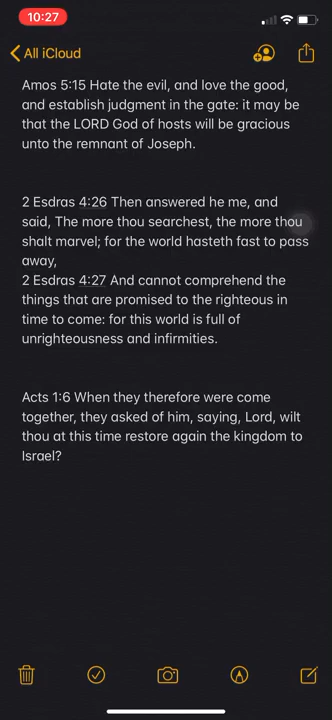 10:27
All iCloud
Amos 5:15 Hate the evil, and love the good,
and establish judgment in the gate: it may be
that the LORD God of hosts will be gracious
unto the remnant of Joseph.
2 Esdras 4:26 Then answered he me, and
said, The more thou searchest, the more thou
shalt marvel; for the world hasteth fast to pass
away,
2 Esdras 4:27 And cannot comprehend the
things that are promised to the righteous in
time to come: for this world is full of
unrighteousness and infirmities.
Acts 1:6 When they therefore were come
together, they asked of him, saying, Lord, wilt
thou at this time restore again the kingdom to
Israel?